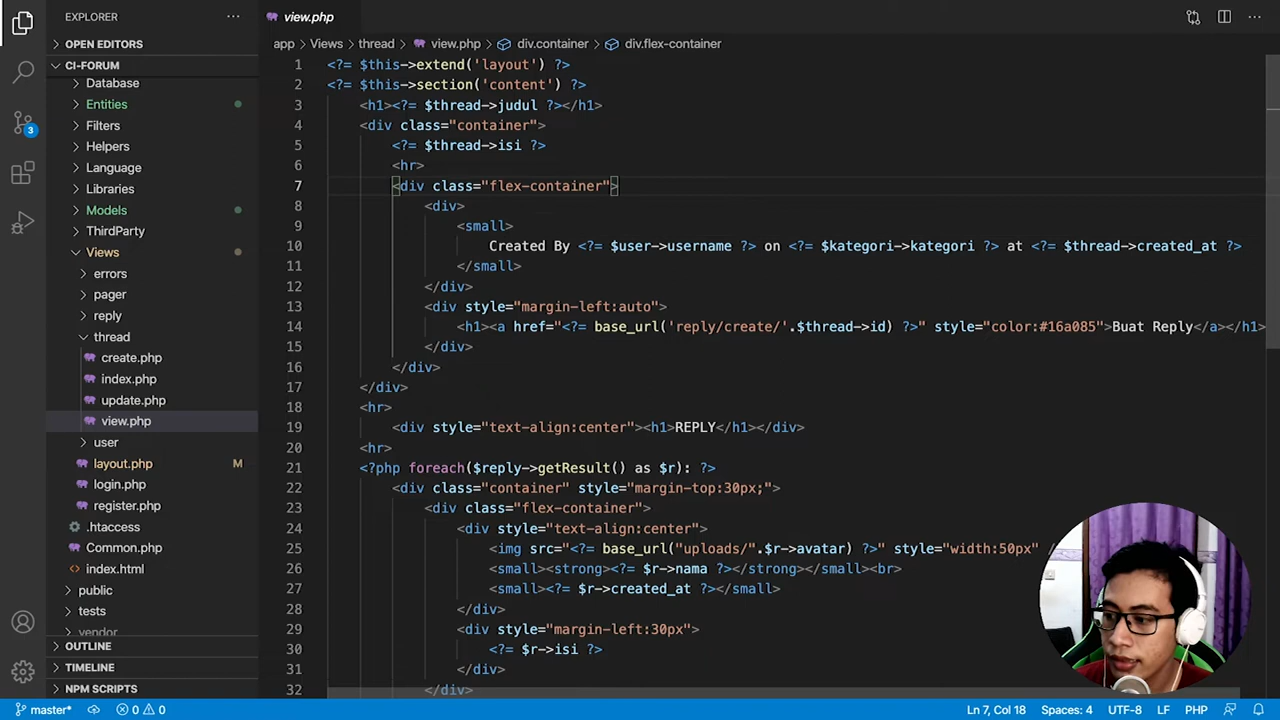 EXPLORER
view.php
OPEN EDITORS
CI-FORUM
Database
Entities
Filters
Helpers
Language
Libraries
Models
ThirdParty
Views
errors
pager
reply
thread
create.php
index.php
update.php
view.php
user
layout.php M
login.php
register.php
.htaccess
Common.php
index.html
public
tests
vendor
OUTLINE
TIMELINE
NPM SCRIPTS
3
app > Views > thread > view.php > div.container > div.flex-container
1 <?= $this->extend('layout') ?>
2 <?= $this->section('content') ?>
3 <h1><?= $thread->judul ?></h1>
4 <div class="container">
5 <?= $thread->isi ?>
6 <hr>
7 <div class="flex-container">
8 <div>
9 <small>
10 Created By <?= $user->username ?> on <?= $kategori->kategori ?> at <?= $thread->created_at ?>
11 </small>
12 </div>
13 <div style="margin-left:auto">
14 <h1><a href="<?= base_url('reply/create/'.$thread->id) ?>" style="color:#16a085">Buat Reply</a></h1>
15 </div>
16 </div>
17 </div>
18 <hr>
19 <div style="text-align:center"><h1>REPLY</h1></div>
20 <hr>
21 <?php foreach($reply->getResult() as $r): ?>
22 <div class="container" style="margin-top:30px;">
23 <div class="flex-container">
24 <div style="text-align:center">
25 <img src="<?= base_url("uploads/".$r->avatar) ?>" style="width:50px" /
26 <small><strong><?= $r->nama ?></strong></small><br>
27 <small><?= $r->created_at ?></small>
28 </div>
29 <div style="margin-left:30px">
30 <?= $r->isi ?>
31 </div>
32 </div>
master* 0 0 Ln 7, Col 18 Spaces: 4 UTF-8 LF PHP